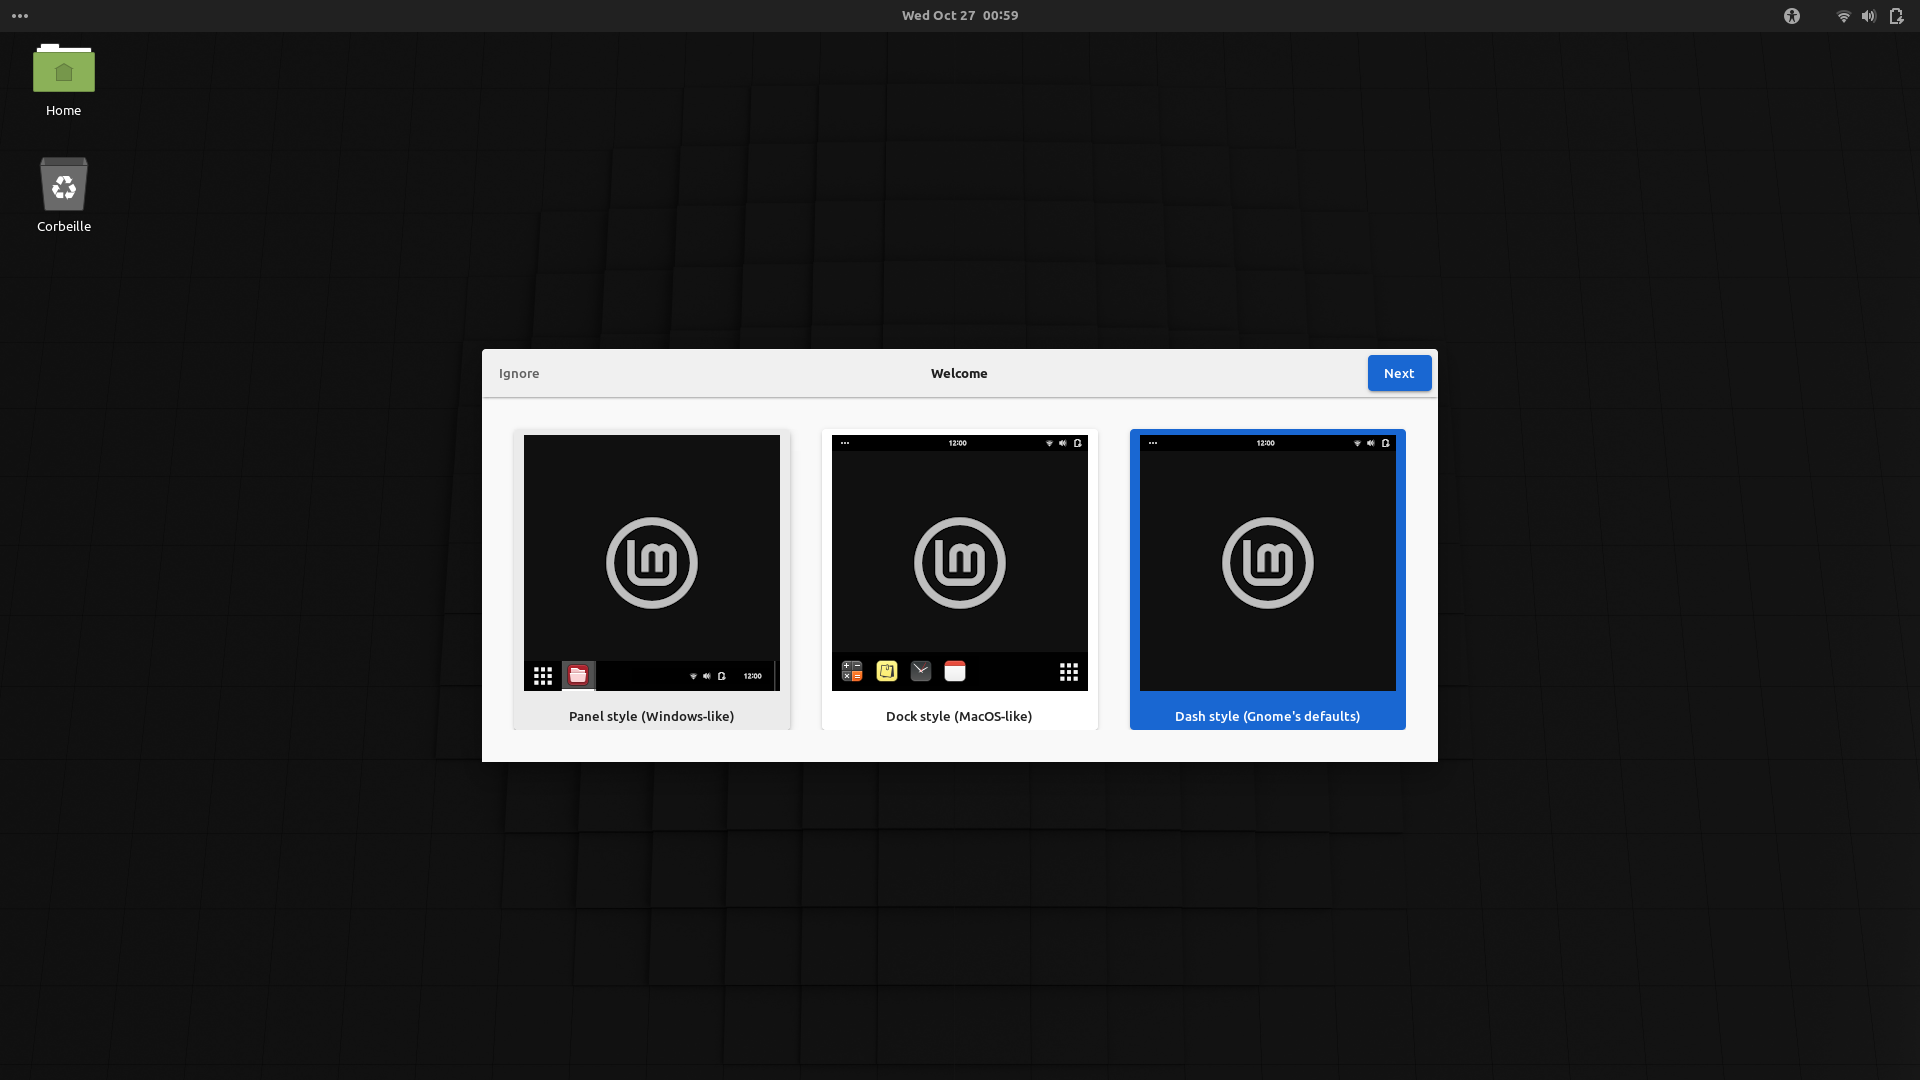 Wed Oct 27 00:59
Home
Corbeille
Ignore
Welcome
Next
12:00
12:00
12:00
Panel style (Windows-like)
Dock style (MacOS-like)
Dash style (Gnome's defaults)